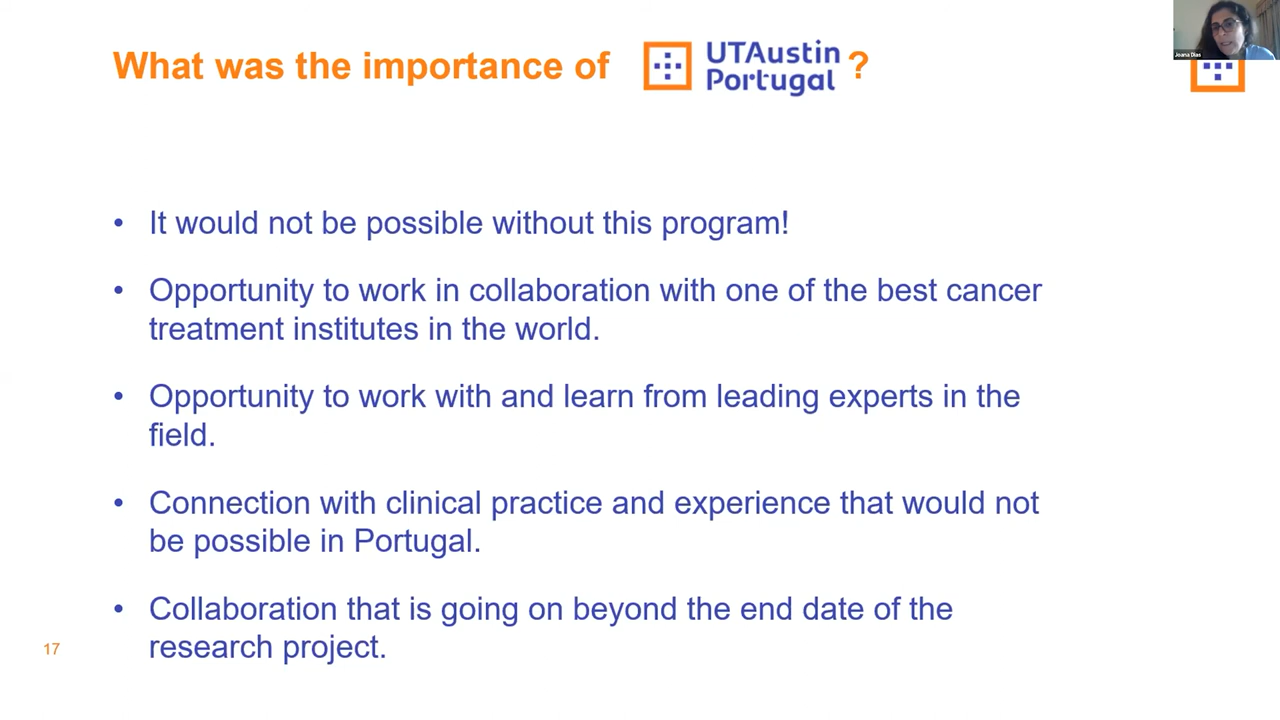 What was the importance of UTAustin Portugal ?
Joana Dias
• It would not be possible without this program!
• Opportunity to work in collaboration with one of the best cancer
treatment institutes in the world.
• Opportunity to work with and learn from leading experts in the
field.
• Connection with clinical practice and experience that would not
be possible in Portugal.
• Collaboration that is going on beyond the end date of the
research project.
17